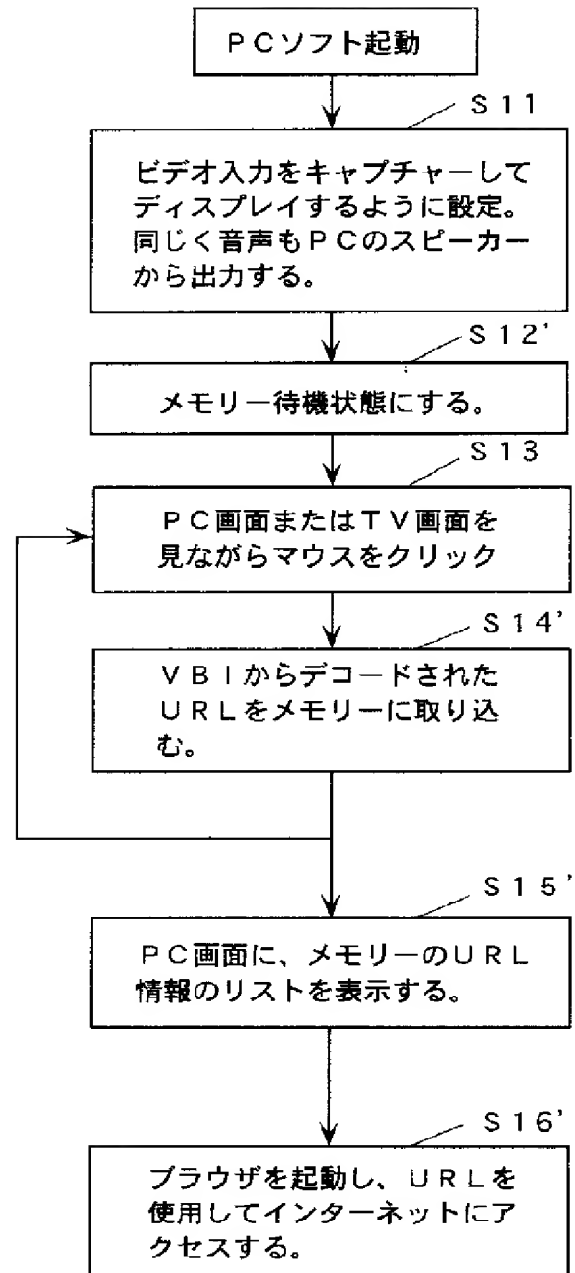 ＰＣソフト起動
Ｓ１１
ビデオ入力をキャプチャーして
ディスプレイするように設定。
同じく音声もＰＣのスピーカー
から出力する。
Ｓ１２’
メモリー待機状態にする。
Ｓ１３
ＰＣ画面またはＴＶ画面を
見ながらマウスをクリック
Ｓ１４’
ＶＢＩからデコードされた
ＵＲＬをメモリーに取り込
む。
Ｓ１５’
ＰＣ画面に、メモリーのＵＲＬ
情報のリストを表示する。
Ｓ１６’
ブラウザを起動し、ＵＲＬを
使用してインターネットにア
クセスする。